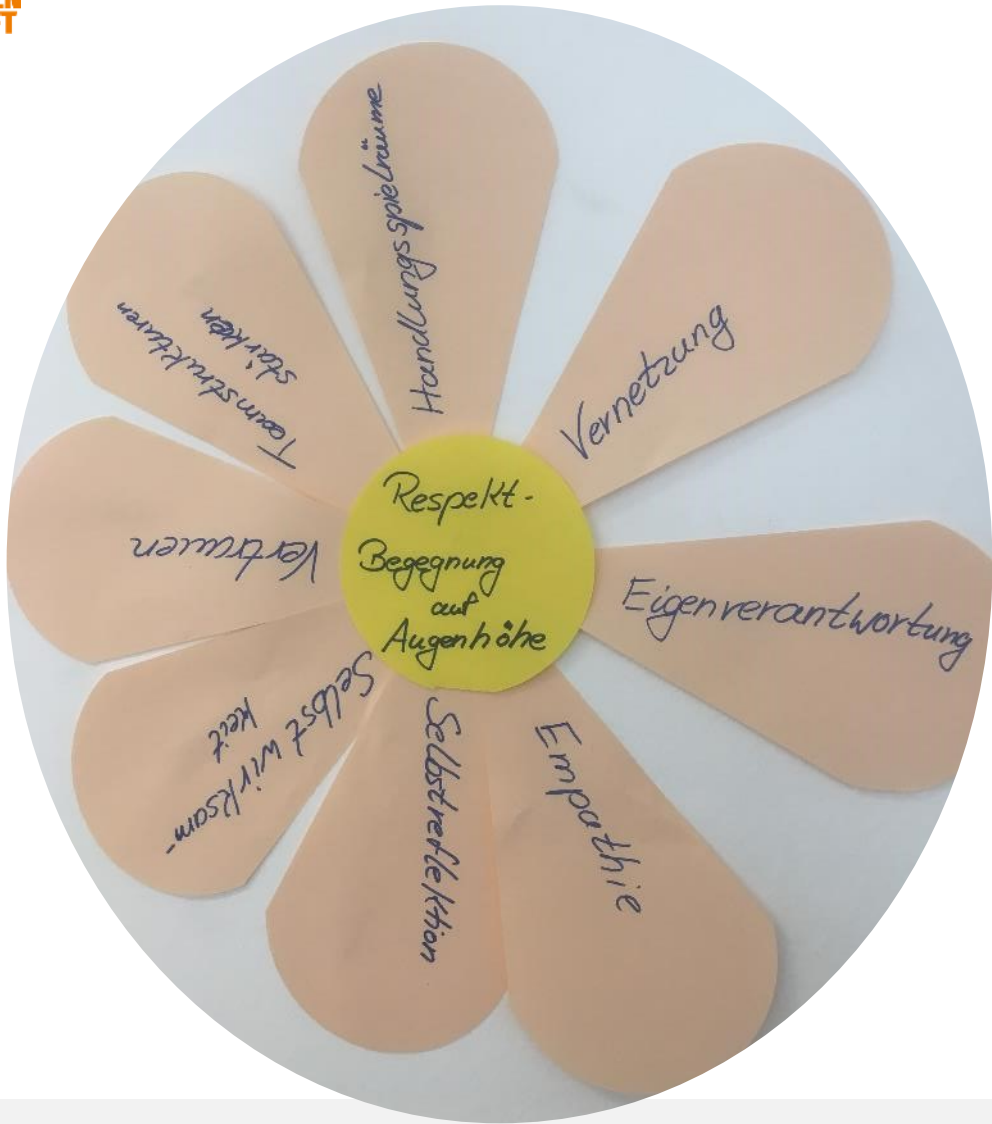 Respekt-
Begegnung
auf
Augenhöhe
Handlungsspielräume
Vernetzung
Eigenverantwortung
Empathie
Selbstreflektion
Selbstwirksam-
keit
Vertrauen
Teamstrukturen
stärken